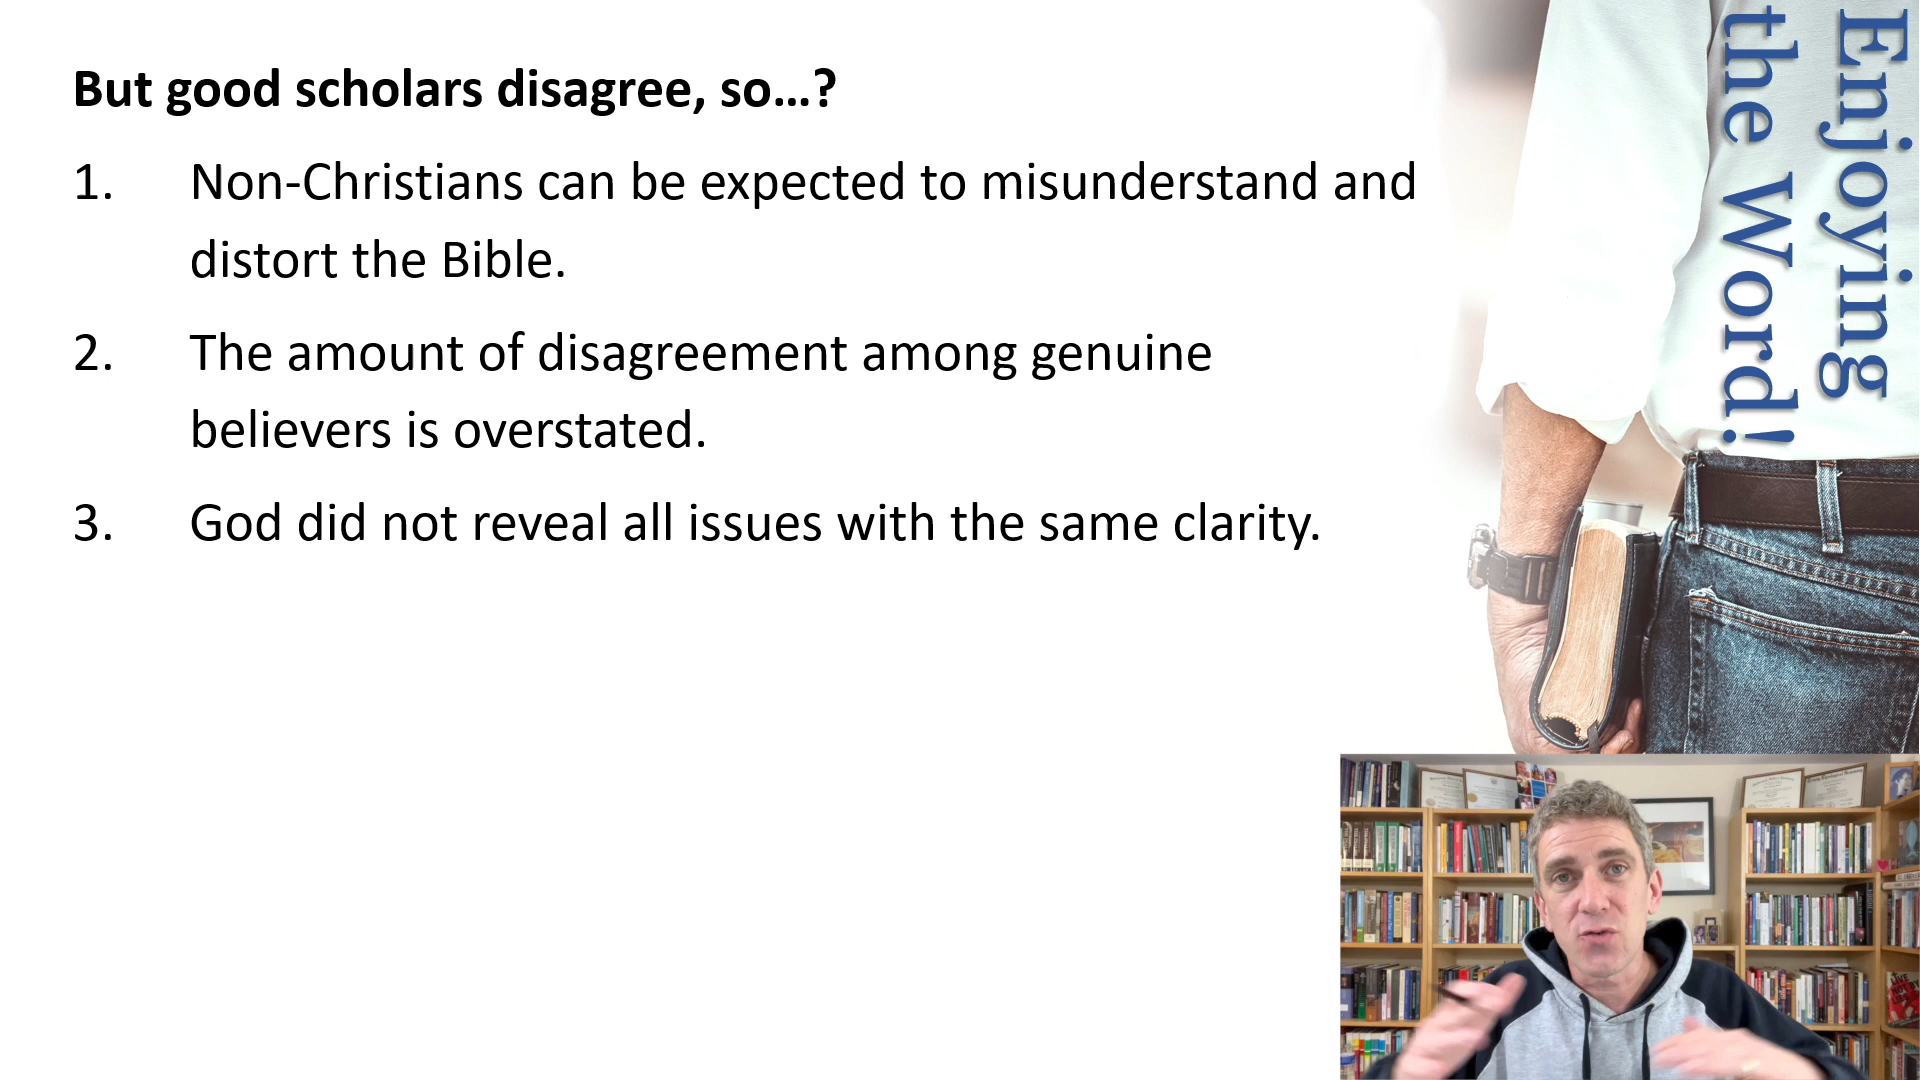 But good scholars disagree, so...?
1. Non-Christians can be expected to misunderstand and
distort the Bible.
2. The amount of disagreement among genuine
believers is overstated.
3. God did not reveal all issues with the same clarity.
Enjoying
the Word!